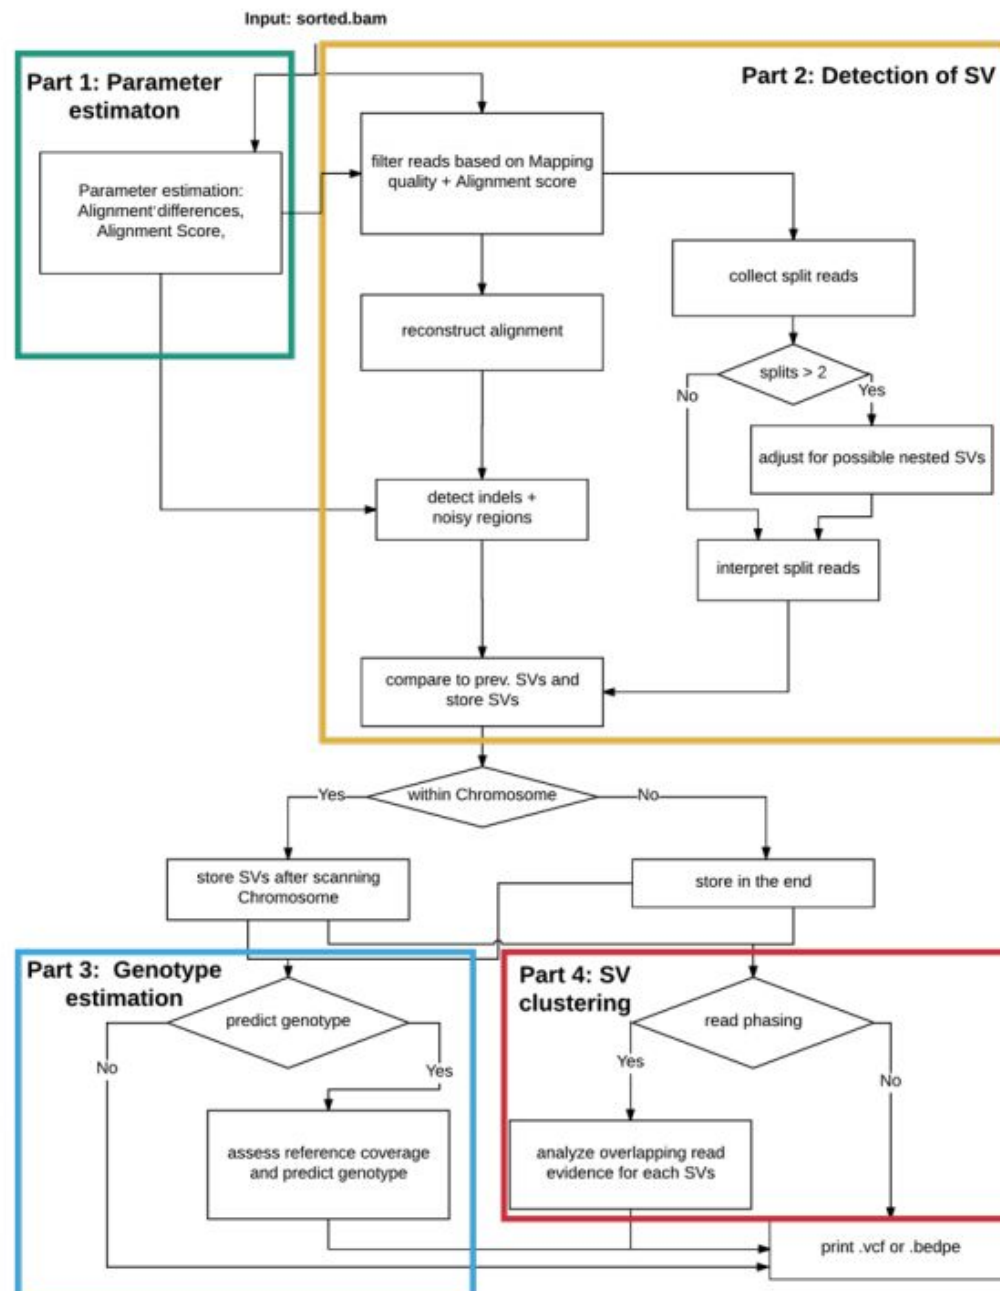 Input: sorted.bam
Part 1: Parameter
estimaton
Parameter estimation:
Alignment differences,
Alignment Score,
Part 2: Detection of SV
filter reads based on Mapping
quality + Alignment score
collect split reads
reconstruct alignment
splits > 2
No
Yes
adjust for possible nested SVs
detect indels +
noisy regions
interpret split reads
compare to prev. SVs and
store SVs
within Chromosome
Yes
No
store SVs after scanning
Chromosome
store in the end
Part 3: Genotype
estimation
predict genotype
No
Yes
assess reference coverage
and predict genotype
Part 4: SV
clustering
read phasing
Yes
No
analyze overlapping read
evidence for each SVs
print .vcf or .bedpe